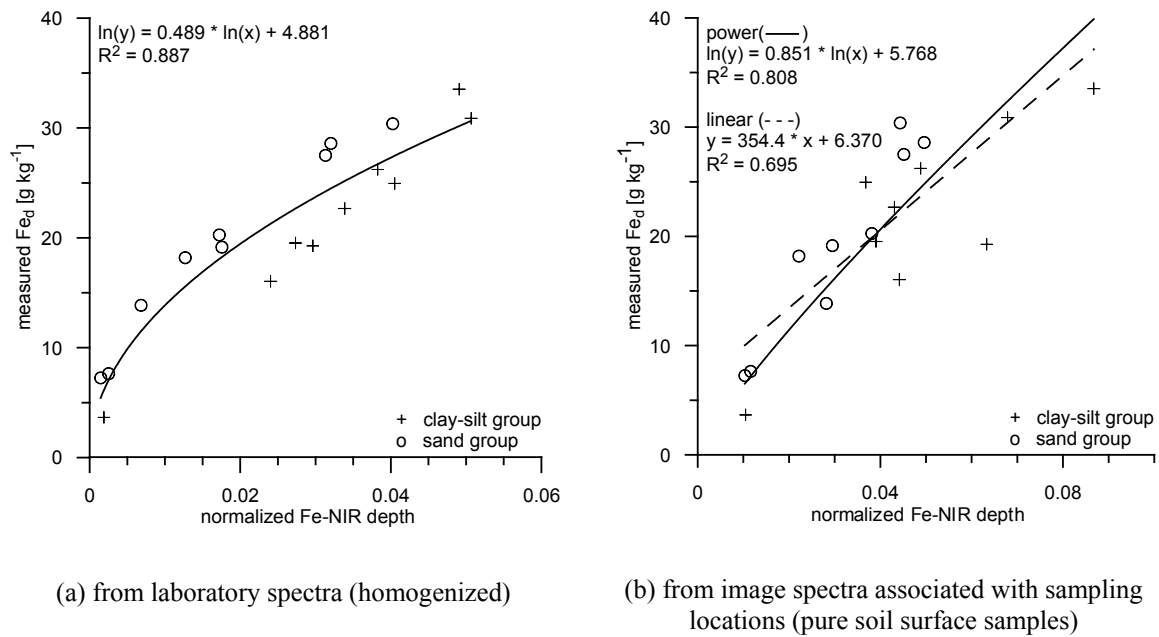 ln(y) = 0.489 * ln(x) + 4.881
R² = 0.887
measured Fe_d [g kg⁻¹]
40
30
20
10
0
+ clay-silt group
o sand group
0 0.02 0.04 0.06
normalized Fe-NIR depth
(a) from laboratory spectra (homogenized)
power(——)
ln(y) = 0.851 * ln(x) + 5.768
R² = 0.808
linear (- - -)
y = 354.4 * x + 6.370
R² = 0.695
measured Fe_d [g kg⁻¹]
40
30
20
10
0
+ clay-silt group
o sand group
0 0.04 0.08
normalized Fe-NIR depth
(b) from image spectra associated with sampling
locations (pure soil surface samples)